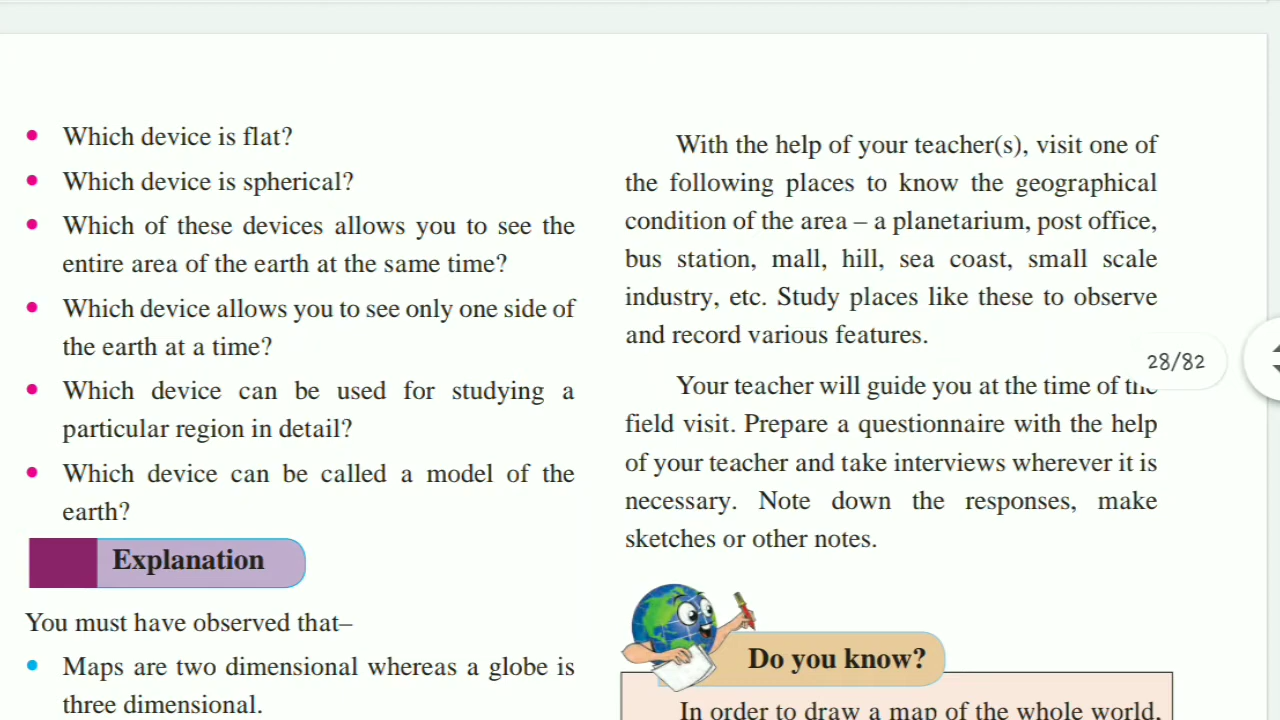 Which device is flat?
Which device is spherical?
Which of these devices allows you to see the
entire area of the earth at the same time?
Which device allows you to see only one side of
the earth at a time?
Which device can be used for studying a
particular region in detail?
Which device can be called a model of the
earth?
Explanation
You must have observed that–
Maps are two dimensional whereas a globe is
three dimensional.
With the help of your teacher(s), visit one of
the following places to know the geographical
condition of the area – a planetarium, post office,
bus station, mall, hill, sea coast, small scale
industry, etc. Study places like these to observe
and record various features.
28/82
Your teacher will guide you at the time of the
field visit. Prepare a questionnaire with the help
of your teacher and take interviews wherever it is
necessary. Note down the responses, make
sketches or other notes.
Do you know?
In order to draw a map of the whole world,